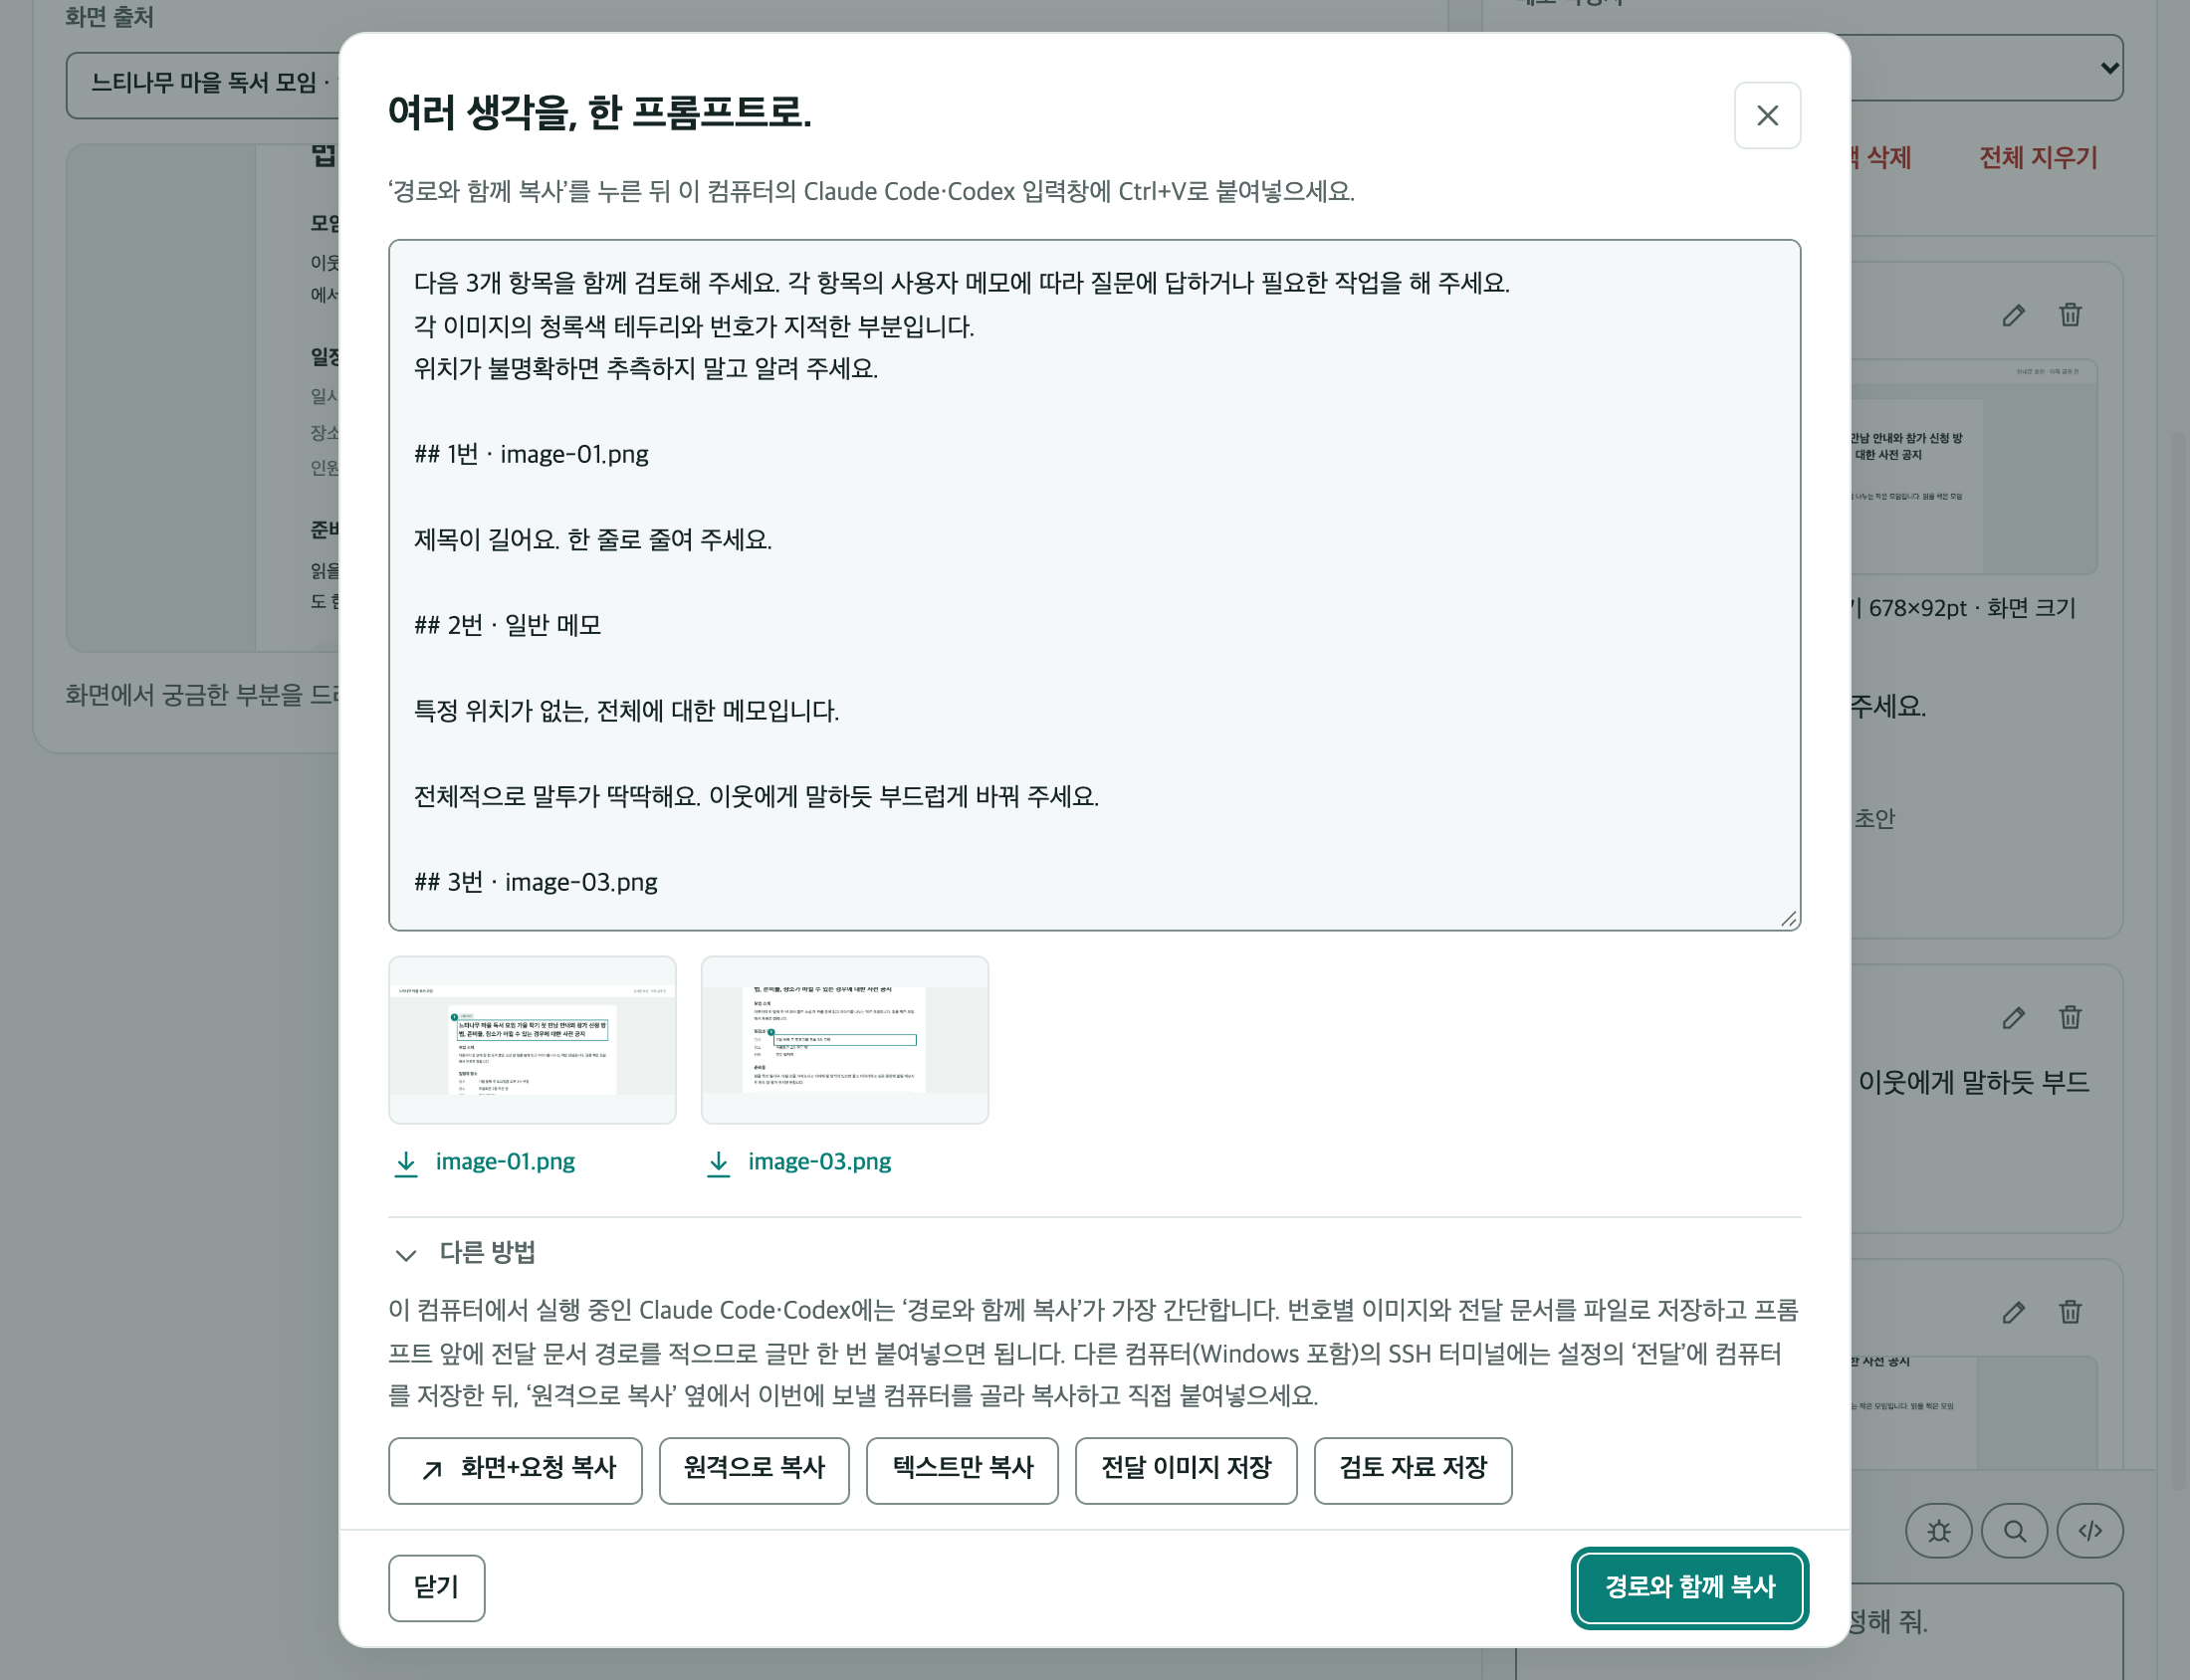 화면 출처
느티나무 마을 독서 모임 ·
삭제
전체 지우기
여러 생각을, 한 프롬프트로.
‘경로와 함께 복사’를 누른 뒤 이 컴퓨터의 Claude Code·Codex 입력창에 Ctrl+V로 붙여넣으세요.
다음 3개 항목을 함께 검토해 주세요. 각 항목의 사용자 메모에 따라 질문에 답하거나 필요한 작업을 해 주세요.
각 이미지의 청록색 테두리와 번호가 지적한 부분입니다.
위치가 불명확하면 추측하지 말고 알려 주세요.
## 1번 · image-01.png
제목이 길어요. 한 줄로 줄여 주세요.
## 2번 · 일반 메모
특정 위치가 없는, 전체에 대한 메모입니다.
전체적으로 말투가 딱딱해요. 이웃에게 말하듯 부드럽게 바꿔 주세요.
## 3번 · image-03.png
image-01.png
image-03.png
다른 방법
이 컴퓨터에서 실행 중인 Claude Code·Codex에는 ‘경로와 함께 복사’가 가장 간단합니다. 번호별 이미지와 전달 문서를 파일로 저장하고 프롬
프트 앞에 전달 문서 경로를 적으므로 글만 한 번 붙여넣으면 됩니다. 다른 컴퓨터(Windows 포함)의 SSH 터미널에는 설정의 ‘전달’에 컴퓨터
를 저장한 뒤, ‘원격으로 복사’ 옆에서 이번에 보낼 컴퓨터를 골라 복사하고 직접 붙여넣으세요.
화면+요청 복사
원격으로 복사
텍스트만 복사
전달 이미지 저장
검토 자료 저장
닫기
경로와 함께 복사
화면에서 궁금한 부분을
만남 안내와 참가 신청 방
대한 사전 공지
678×92pt · 화면 크기
주세요.
초안
이웃에게 말하듯 부드
한 사전 공지